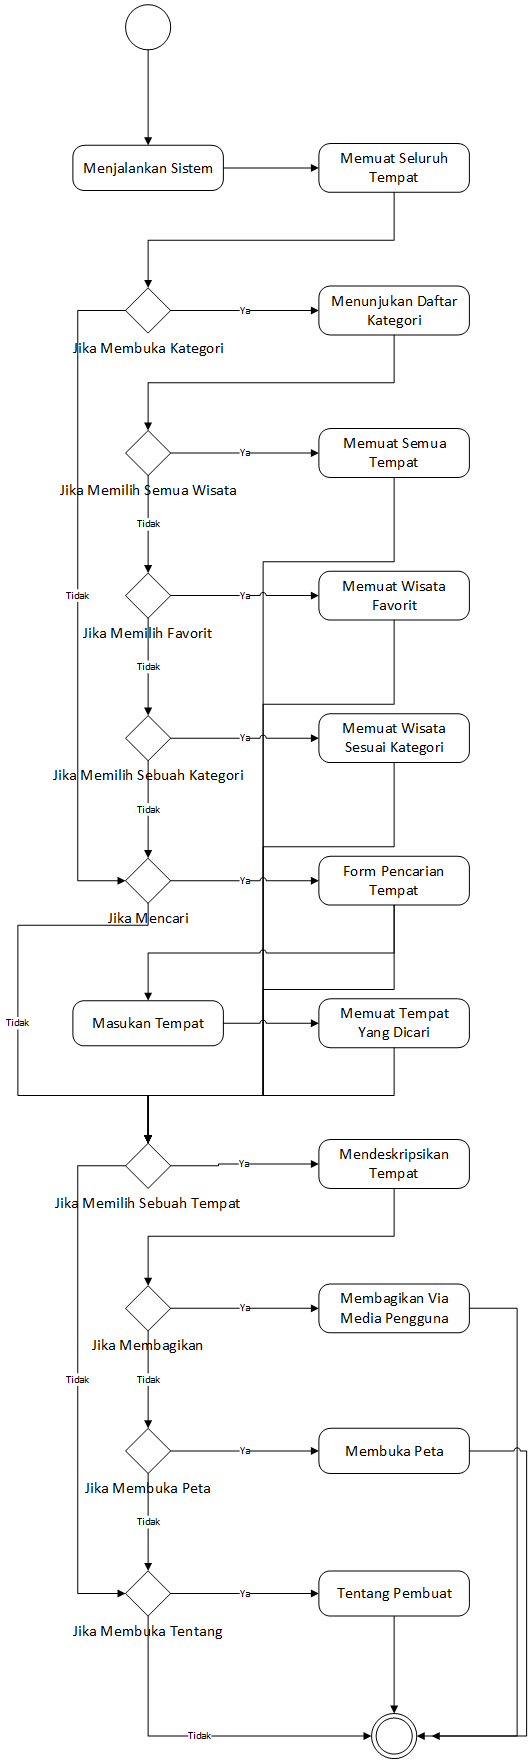 Menjalankan Sistem
Memuat Seluruh
Tempat
Ya
Menunjukan Daftar
Kategori
Jika Membuka Kategori
Ya
Memuat Semua
Tempat
Jika Memilih Semua Wisata
Tidak
Tidak
Ya
Memuat Wisata
Favorit
Jika Memilih Favorit
Tidak
Ya
Memuat Wisata
Sesuai Kategori
Jika Memilih Sebuah Kategori
Tidak
Ya
Form Pencarian
Tempat
Jika Mencari
Tidak
Masukan Tempat
Memuat Tempat
Yang Dicari
Ya
Mendeskripsikan
Tempat
Jika Memilih Sebuah Tempat
Ya
Membagikan Via
Media Pengguna
Jika Membagikan
Tidak
Tidak
Ya
Membuka Peta
Jika Membuka Peta
Tidak
Ya
Tentang Pembuat
Jika Membuka Tentang
Tidak